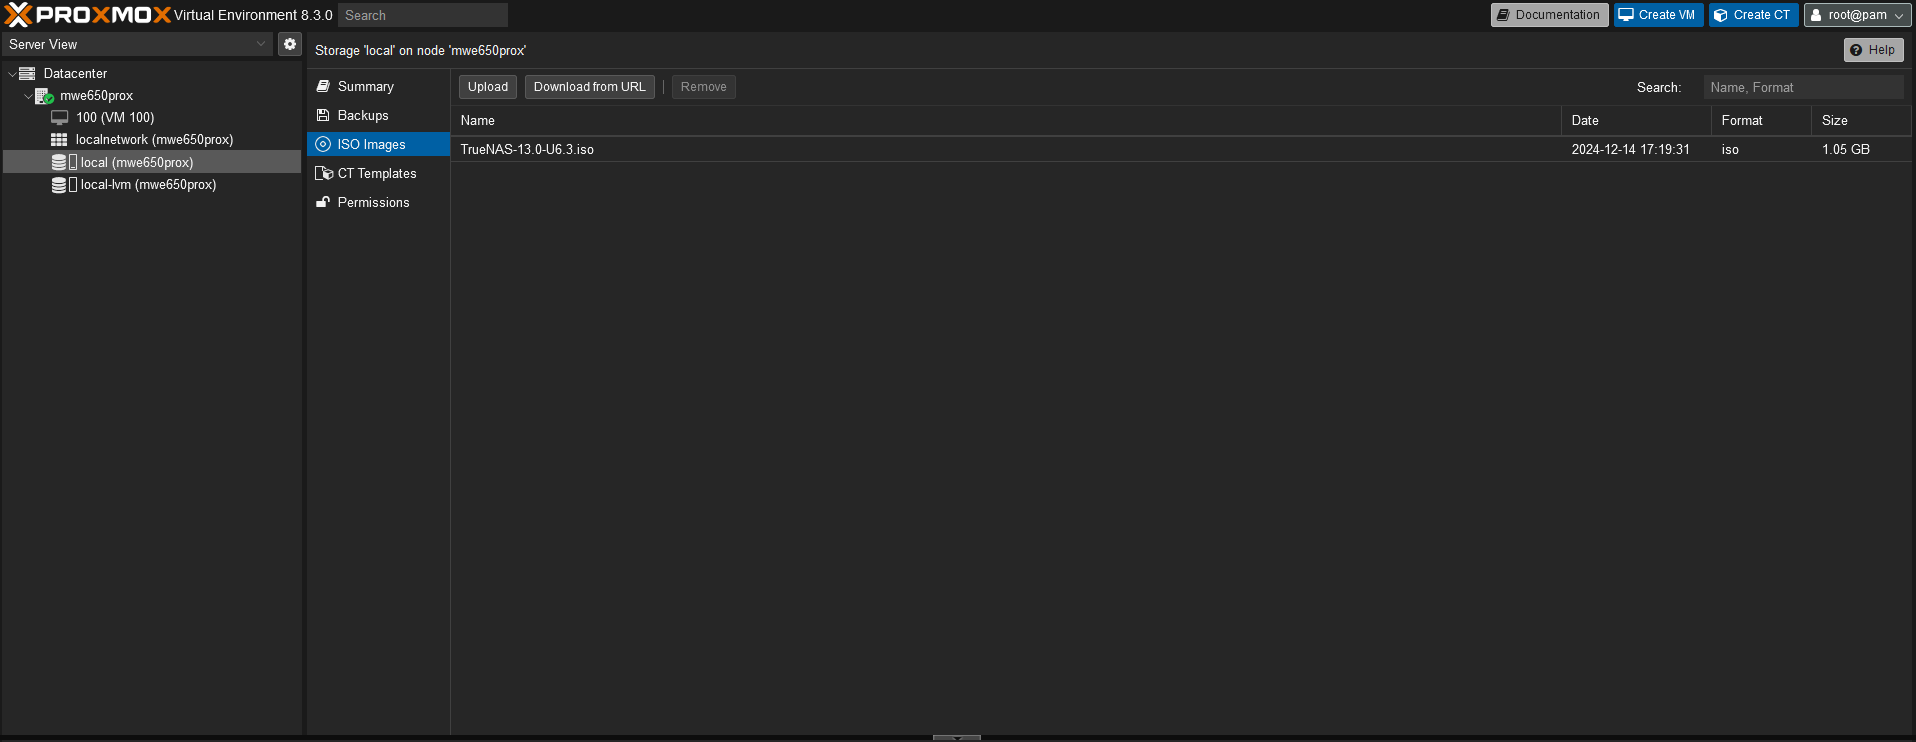 PROXMOX Virtual Environment 8.3.0 Search Documentation Create VM Create CT root@pam
Server View
Storage 'local' on node 'mwe650prox' Help
Datacenter
mwe650prox
100 (VM 100)
localnetwork (mwe650prox)
local (mwe650prox)
local-lvm (mwe650prox)
Summary
Backups
ISO Images
CT Templates
Permissions
Upload Download from URL Remove Search: Name, Format
Name Date Format Size
TrueNAS-13.0-U6.3.iso 2024-12-14 17:19:31 iso 1.05 GB